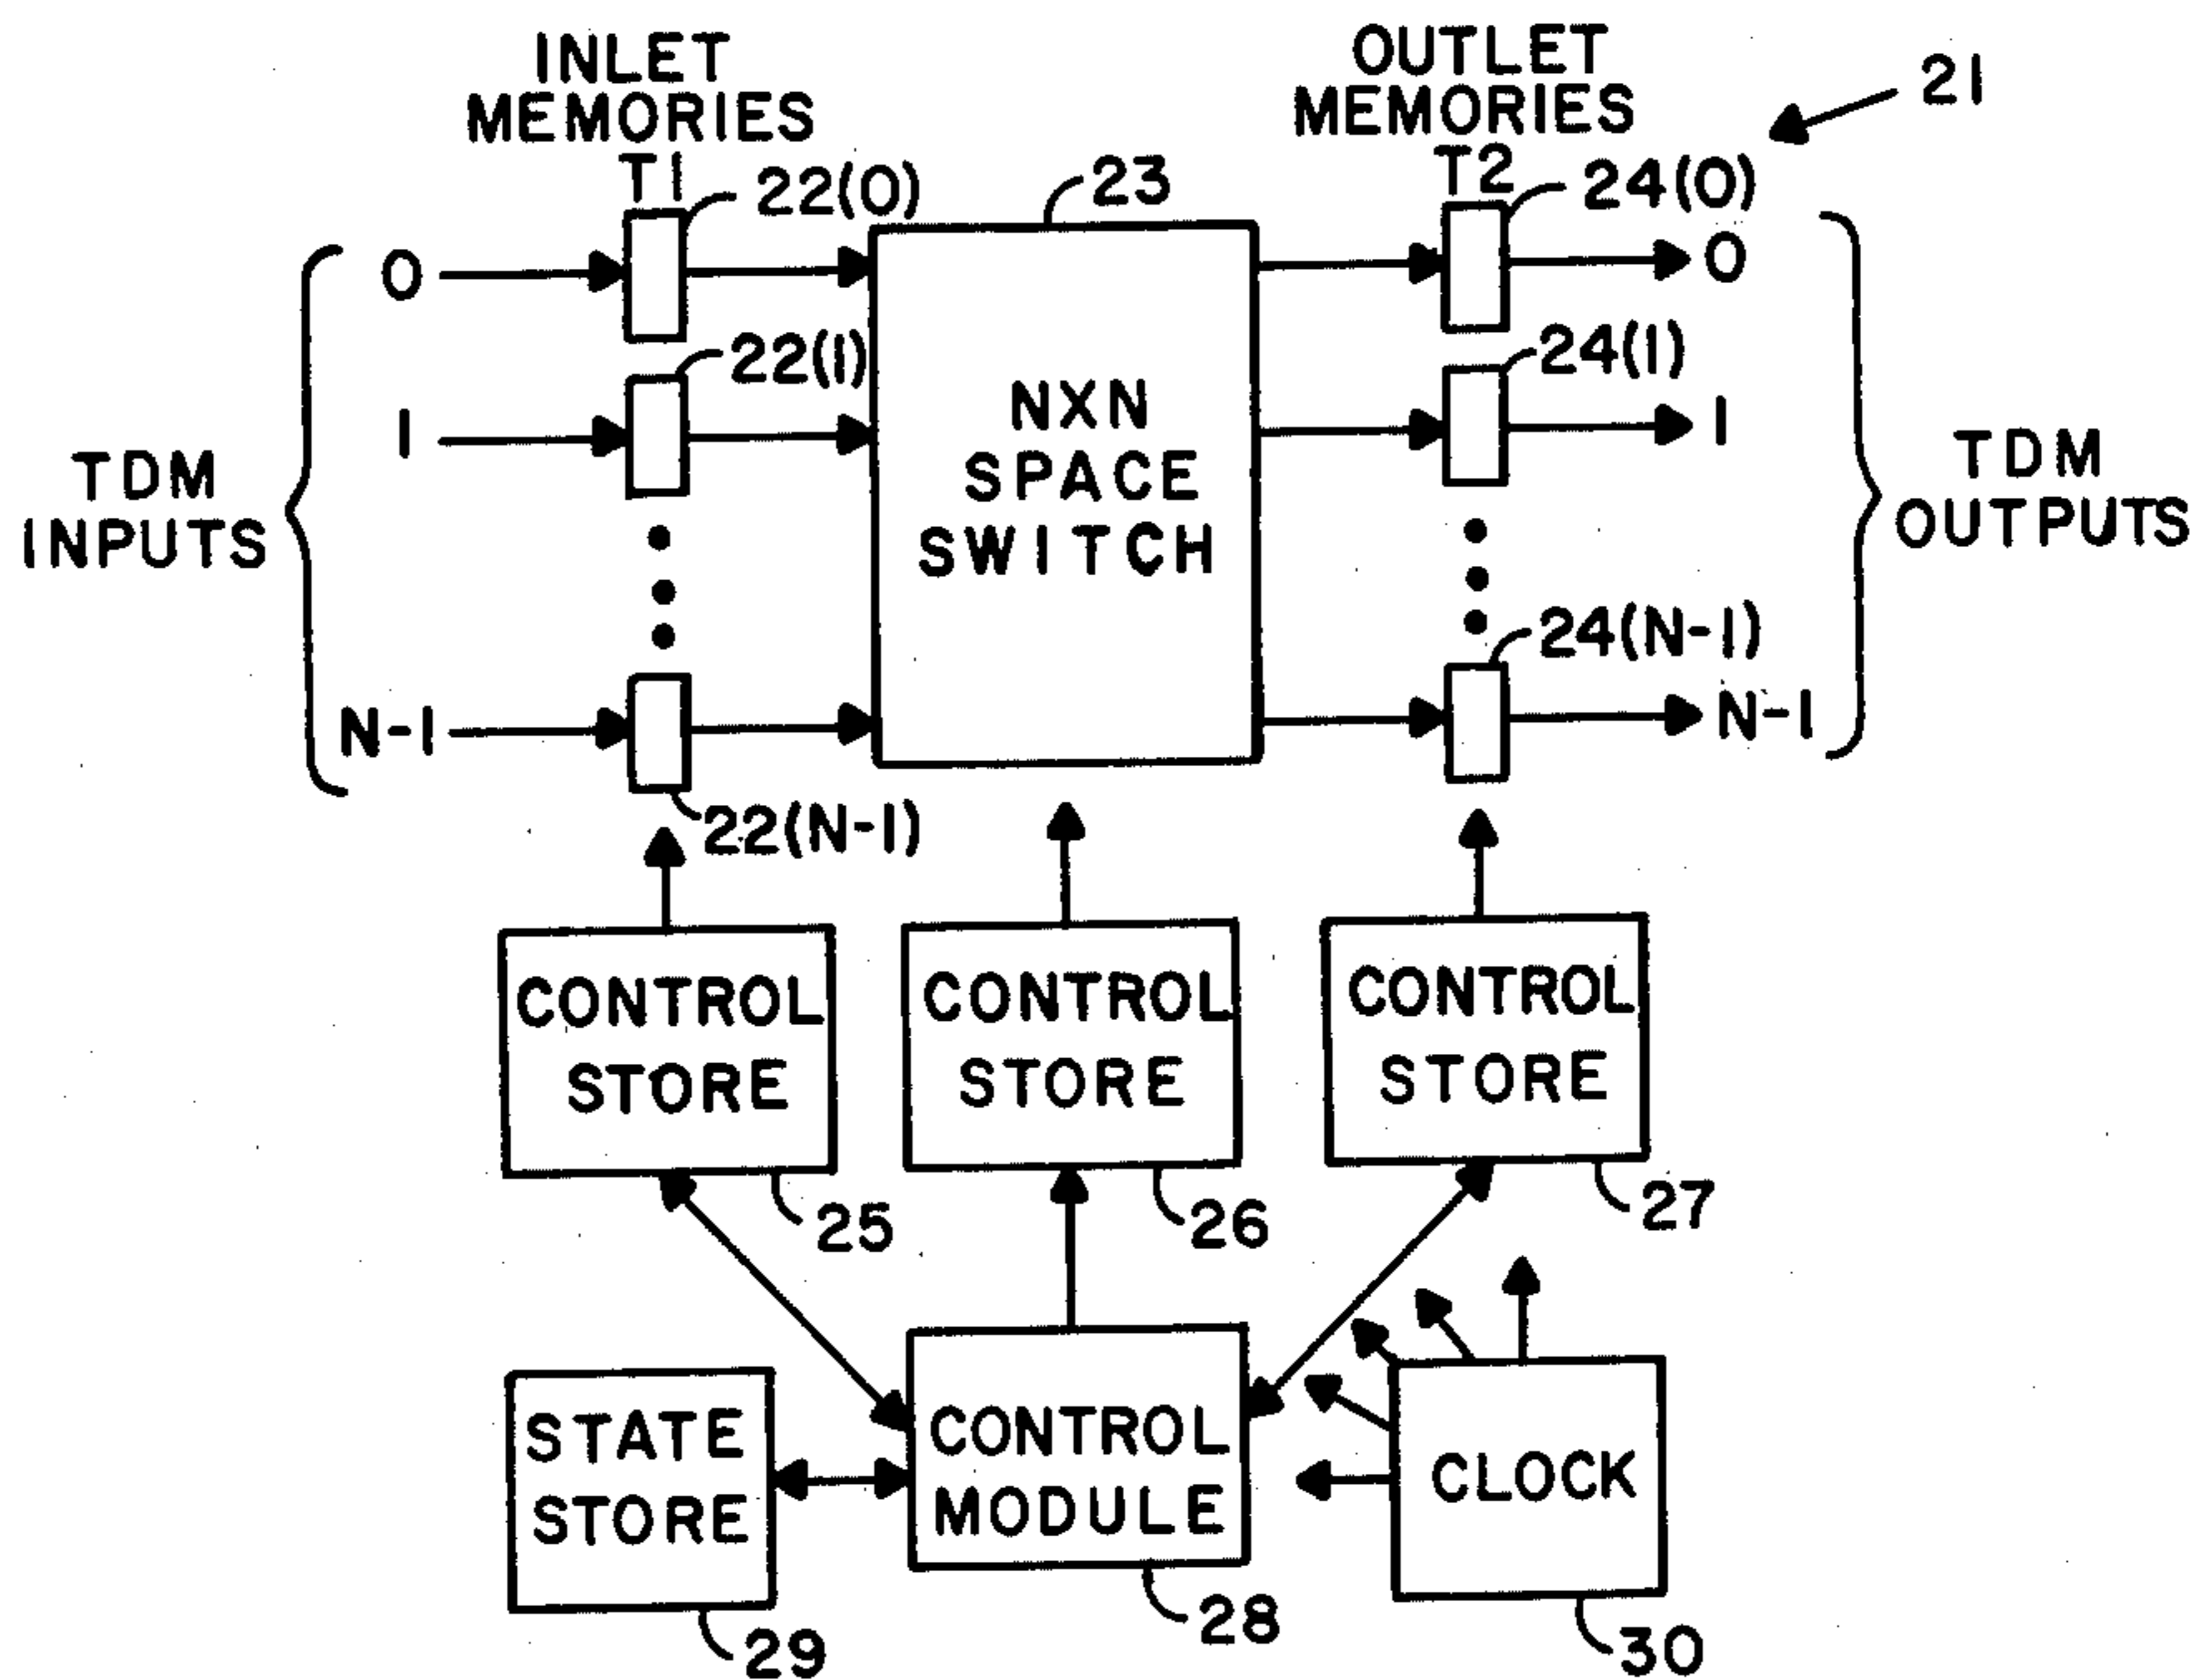 INLET
MEMORIES
T1
OUTLET
MEMORIES
T2
21
22(0)
23
24(0)
0
0
22(1)
24(1)
1
1
NXN
SPACE
SWITCH
TDM
INPUTS
TDM
OUTPUTS
24(N-1)
N-1
N-1
22(N-1)
CONTROL
STORE
CONTROL
STORE
CONTROL
STORE
25
26
27
STATE
STORE
CONTROL
MODULE
CLOCK
29
28
30